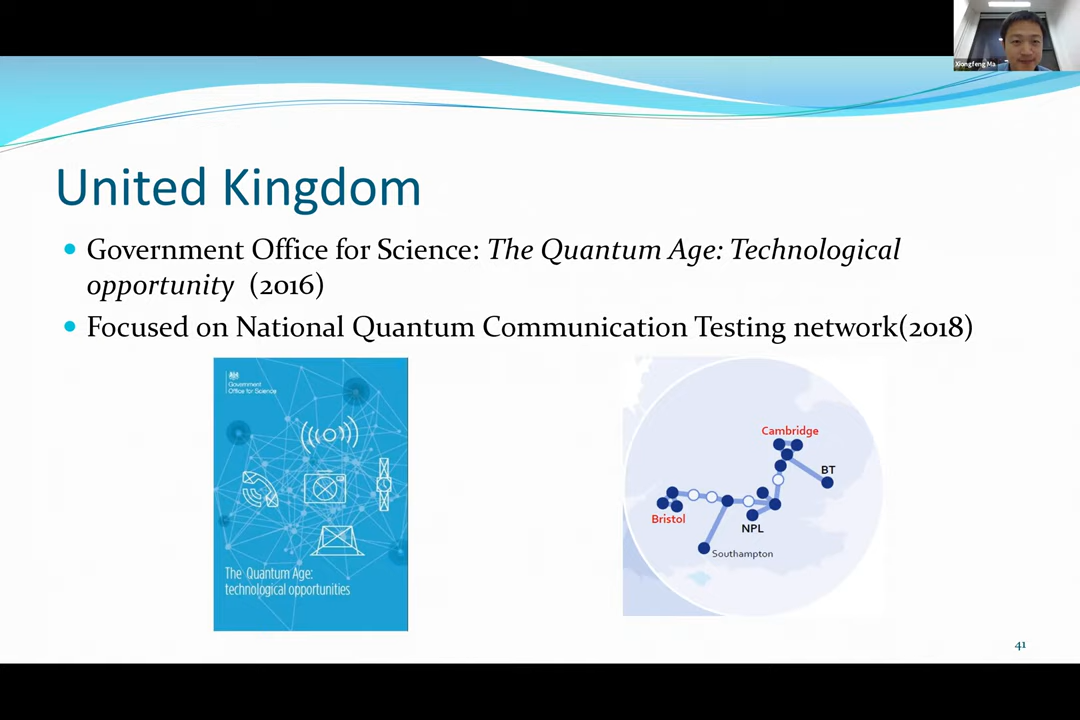 Xiongfeng Ma
United Kingdom
Government Office for Science: The Quantum Age: Technological
opportunity (2016)
Focused on National Quantum Communication Testing network(2018)
Government
Office for Science
The Quantum Age:
technological opportunities
Cambridge
BT
Bristol
NPL
Southampton
41